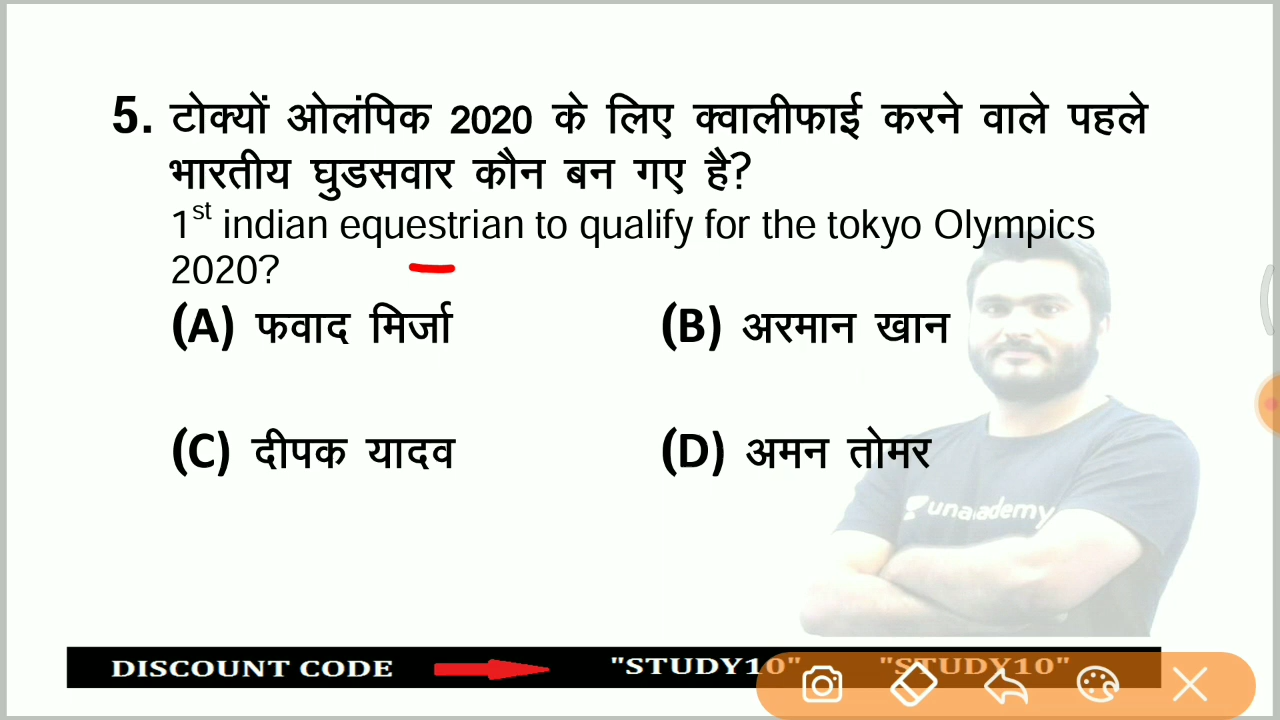 5. टोक्यों ओलंपिक 2020 के लिए क्वालीफाई करने वाले पहले
भारतीय घुडसवार कौन बन गए है?
1st indian equestrian to qualify for the tokyo Olympics
2020?
(A) फवाद मिर्जा (B) अरमान खान
(C) दीपक यादव (D) अमन तोमर
unacademy
DISCOUNT CODE "STUDY10" "STUDY10"